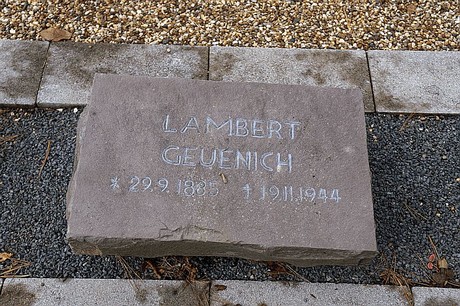 LAMBERT
GEUENICH
* 29.9.1885 † 19.11.1944